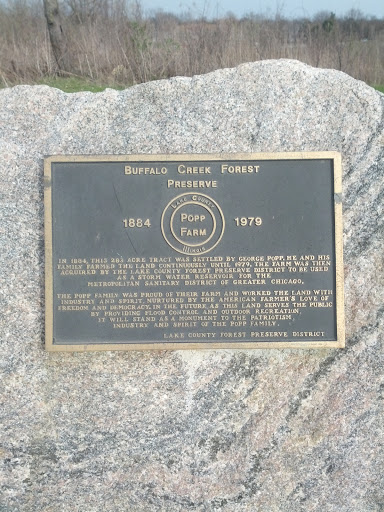 BUFFALO CREEK FOREST
PRESERVE
LAKE COUNTY
1884 POPP 1979
FARM
ILLINOIS
IN 1884, THIS 283 ACRE TRACT WAS SETTLED BY GEORGE POPP. HE AND HIS
FAMILY FARMED THE LAND CONTINUOUSLY UNTIL 1979. THE FARM WAS THEN
ACQUIRED BY THE LAKE COUNTY FOREST PRESERVE DISTRICT TO BE USED
AS A STORM WATER RESERVOIR FOR THE
METROPOLITAN SANITARY DISTRICT OF GREATER CHICAGO.
THE POPP FAMILY WAS PROUD OF THEIR FARM AND WORKED THE LAND WITH
INDUSTRY AND SPIRIT, NURTURED BY THE AMERICAN FARMER'S LOVE OF
FREEDOM AND DEMOCRACY. IN THE FUTURE, AS THIS LAND SERVES THE PUBLIC
BY PROVIDING FLOOD CONTROL AND OUTDOOR RECREATION,
IT WILL STAND AS A MONUMENT TO THE PATRIOTISM
INDUSTRY AND SPIRIT OF THE POPP FAMILY.
LAKE COUNTY FOREST PRESERVE DISTRICT